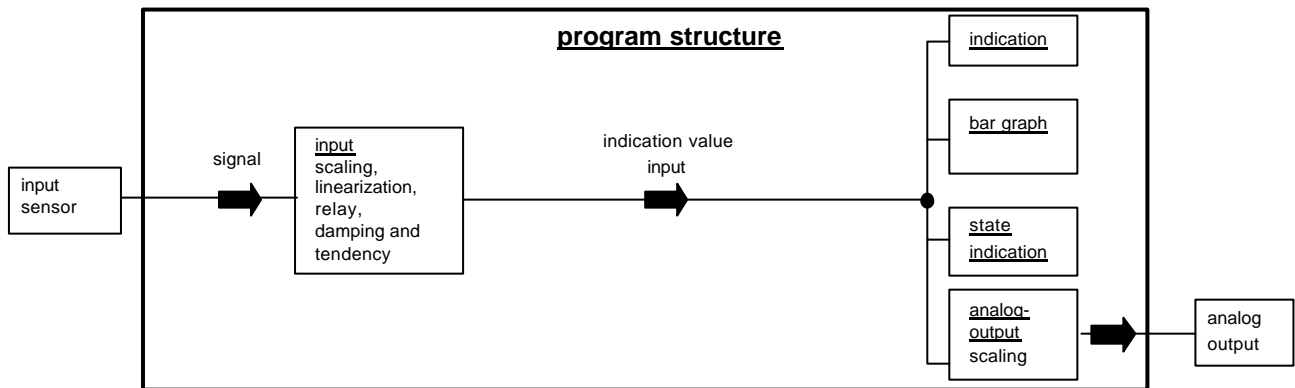 program structure
input
sensor
signal
input
scaling,
linearization,
relay,
damping and
tendency
indication value
input
indication
bar graph
state
indication
analog-
output
scaling
analog
output